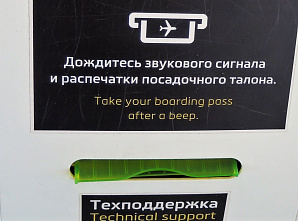 Дождитесь звукового сигнала
и распечатки посадочного талона.
Take your boarding pass
after a beep.
Техподдержка
Technical support